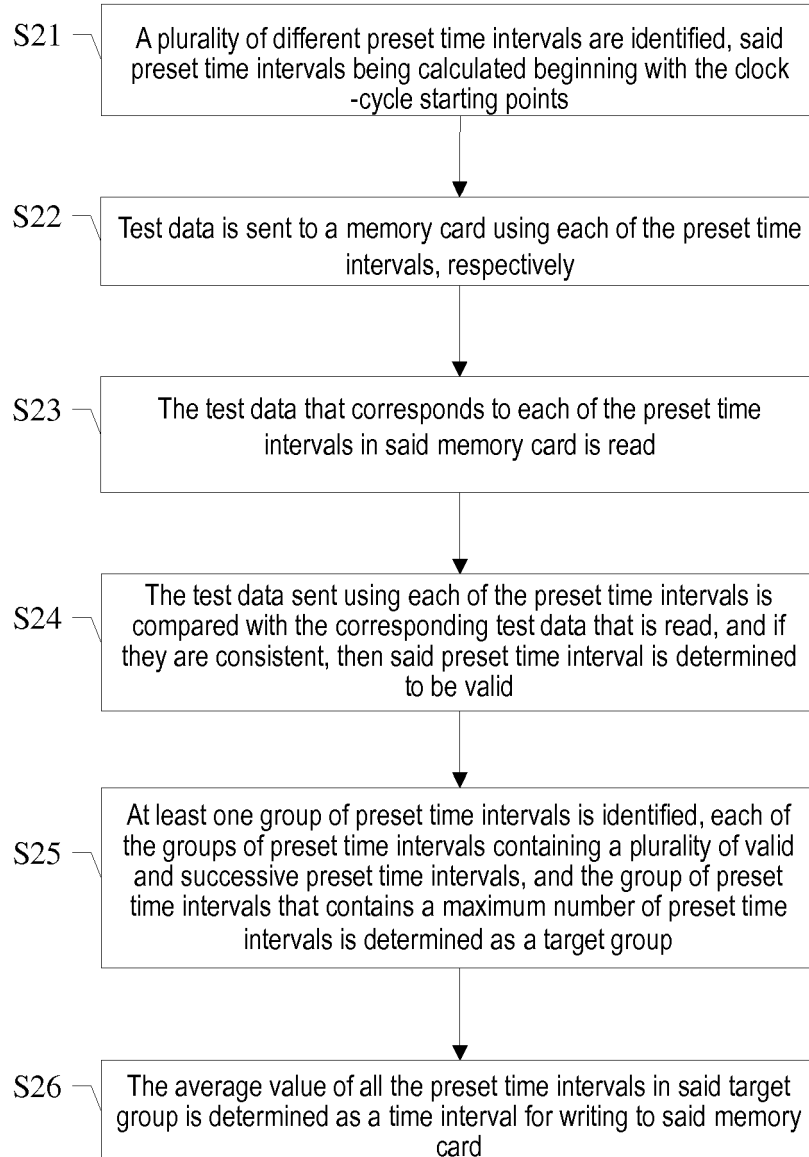 S21
A plurality of different preset time intervals are identified, said
preset time intervals being calculated beginning with the clock
-cycle starting points
S22
Test data is sent to a memory card using each of the preset time
intervals, respectively
S23
The test data that corresponds to each of the preset time
intervals in said memory card is read
S24
The test data sent using each of the preset time intervals is
compared with the corresponding test data that is read, and if
they are consistent, then said preset time interval is determined
to be valid
S25
At least one group of preset time intervals is identified, each of
the groups of preset time intervals containing a plurality of valid
and successive preset time intervals, and the group of preset
time intervals that contains a maximum number of preset time
intervals is determined as a target group
S26
The average value of all the preset time intervals in said target
group is determined as a time interval for writing to said memory
card